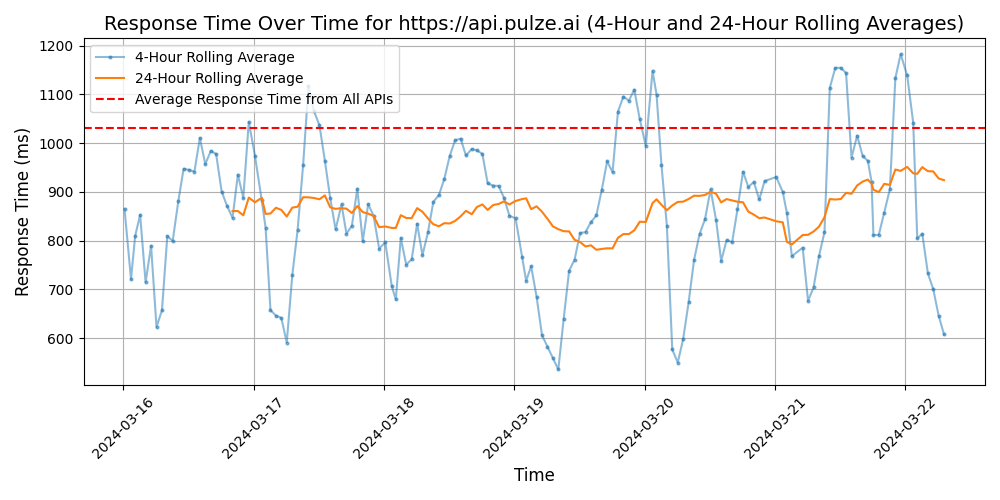 Response Time Over Time for https://api.pulze.ai (4-Hour and 24-Hour Rolling Averages)
4-Hour Rolling Average
24-Hour Rolling Average
Average Response Time from All APIs
Response Time (ms)
1200
1100
1000
900
800
700
600
2024-03-16
2024-03-17
2024-03-18
2024-03-19
2024-03-20
2024-03-21
2024-03-22
Time